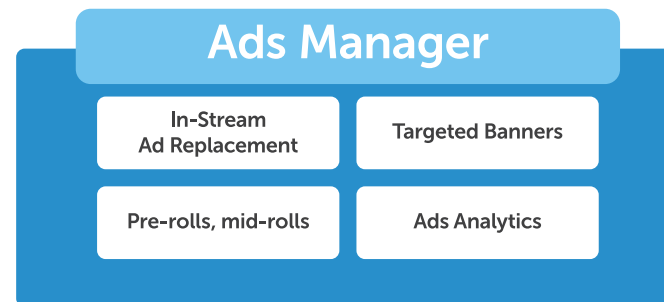 Ads Manager
In-Stream
Ad Replacement
Targeted Banners
Pre-rolls, mid-rolls
Ads Analytics